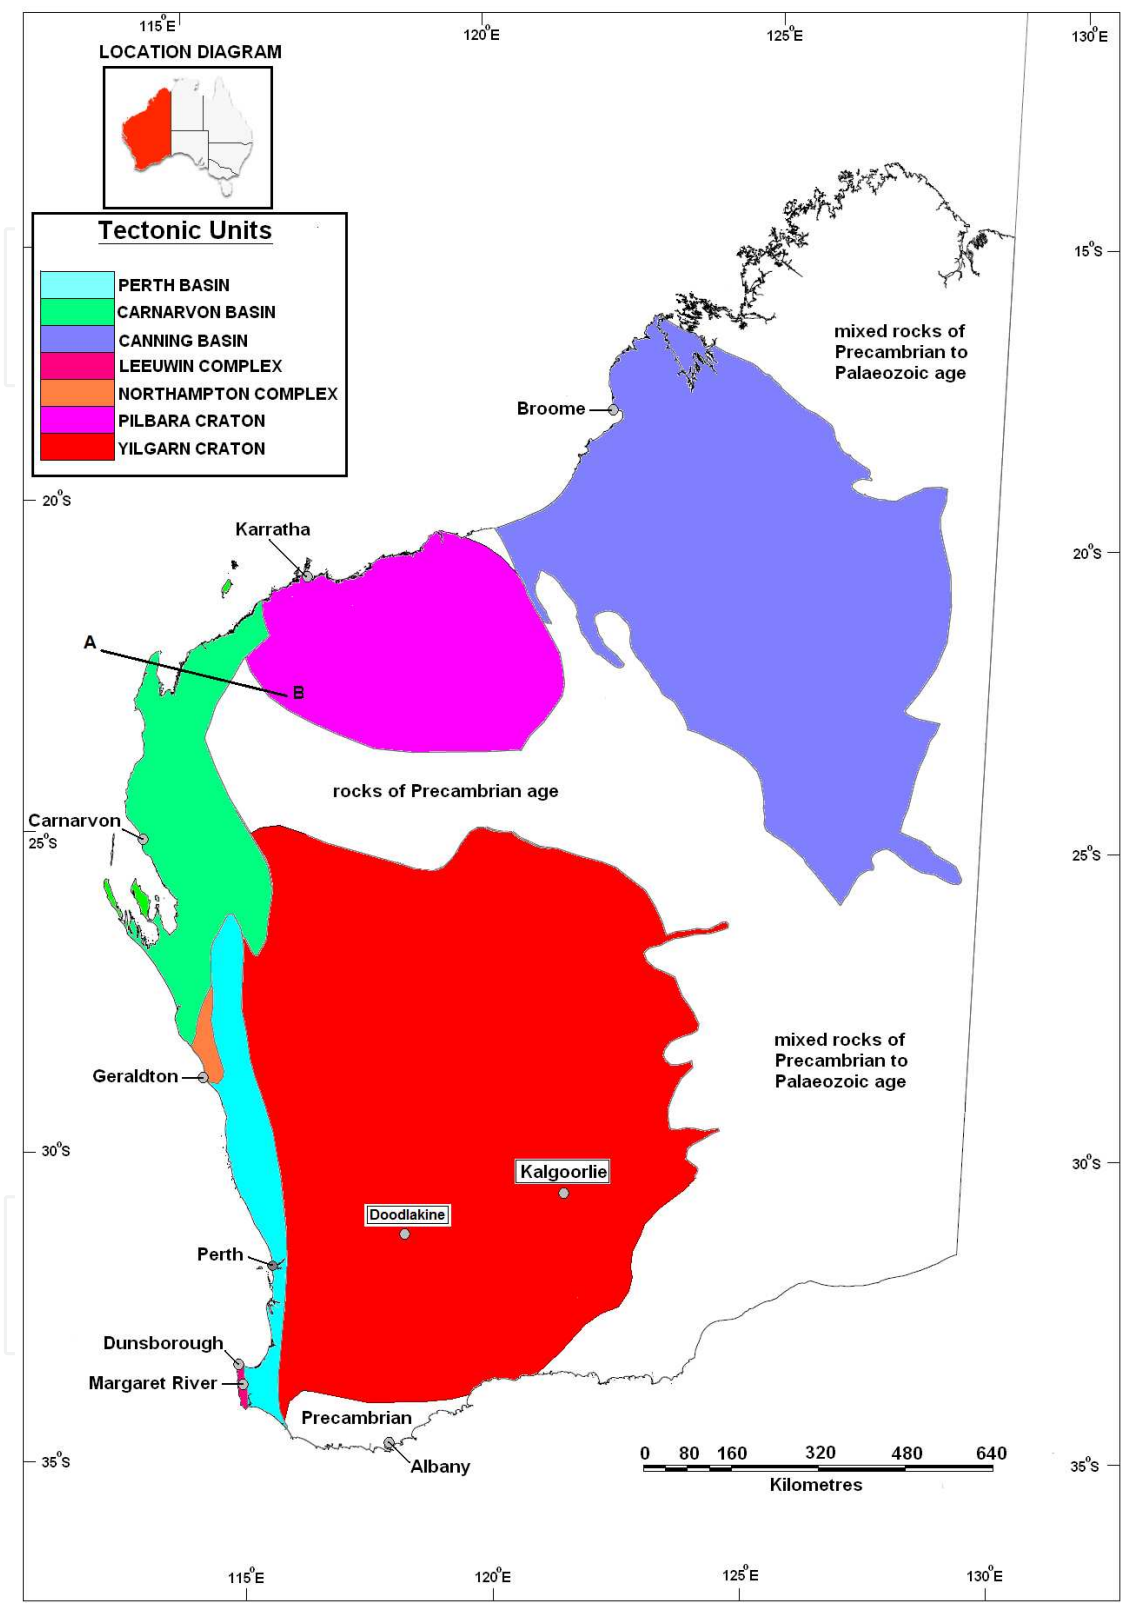 115°E
120°E
125°E
130°E
LOCATION DIAGRAM
Tectonic Units
PERTH BASIN
CARNARVON BASIN
CANNING BASIN
LEEUWIN COMPLEX
NORTHAMPTON COMPLEX
PILBARA CRATON
YILGARN CRATON
15°S
mixed rocks of
Precambrian to
Palaeozoic age
Broome
20°S
Karratha
20°S
A
B
rocks of Precambrian age
Carnarvon
25°S
25°S
mixed rocks of
Precambrian to
Palaeozoic age
Geraldton
30°S
30°S
Kalgoorlie
Doodlakine
Perth
Dunsborough
Margaret River
Precambrian
Albany
35°S
0 80 160 320 480 640
Kilometres
35°S
115°E
120°E
125°E
130°E